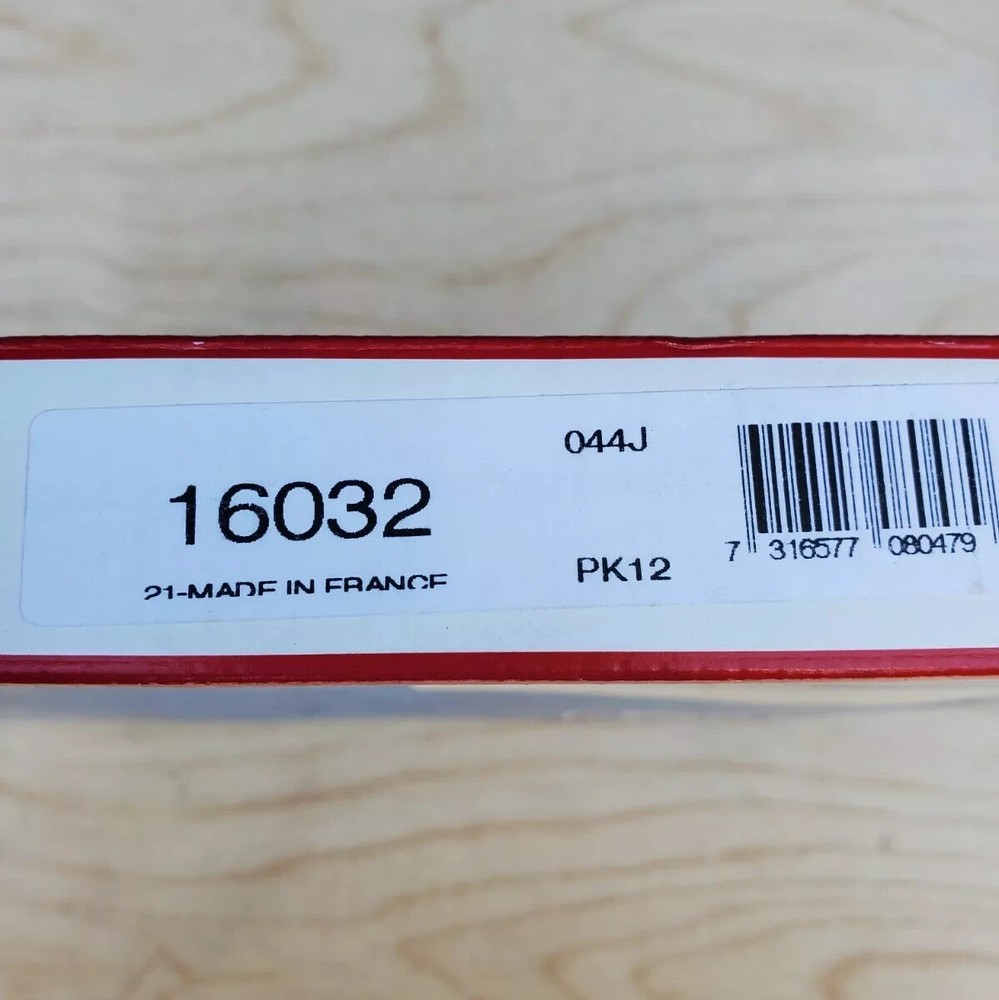 044J
16032
21-MADE IN FRANCE
PK12
7 316577 080479